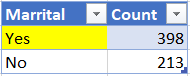 Marrital Count
Yes 398
No 213